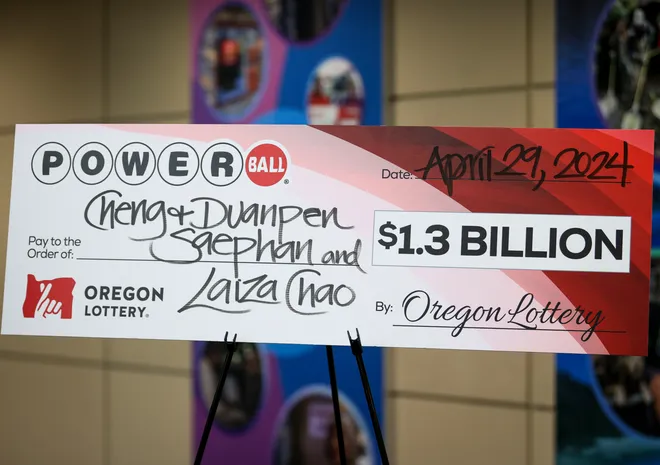 POWERBALL®
Date: April 29, 2024
Pay to the
Order of: Cheng & Duanpen
Saephan and
Laiza Chao
$1.3 BILLION
OREGON
LOTTERY®
By: Oregon Lottery